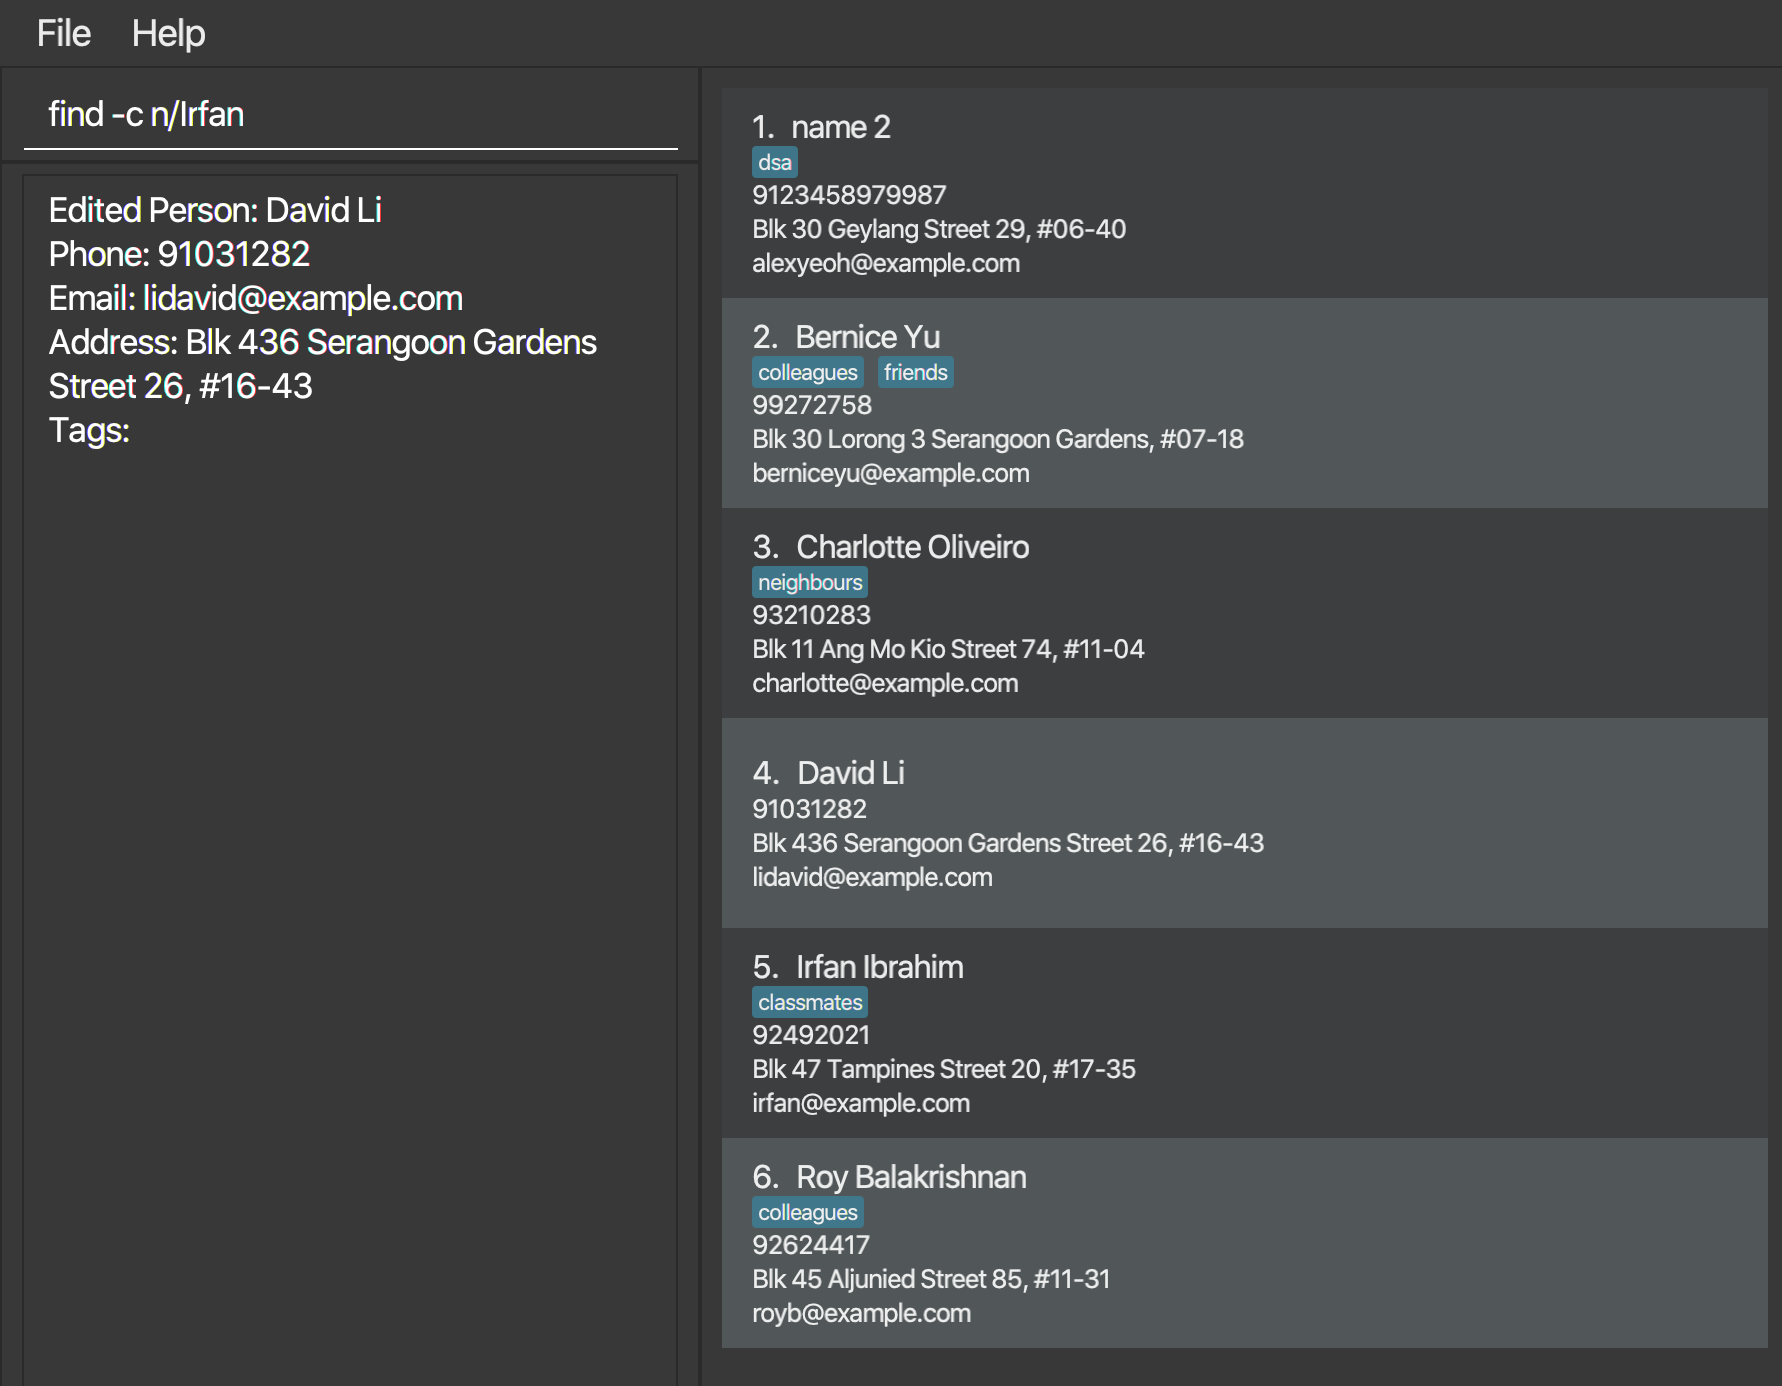 File Help
find -c n/Irfan
Edited Person: David Li
Phone: 91031282
Email: lidavid@example.com
Address: Blk 436 Serangoon Gardens
Street 26, #16-43
Tags:
1. name 2
dsa
9123458979987
Blk 30 Geylang Street 29, #06-40
alexyeoh@example.com
2. Bernice Yu
colleagues friends
99272758
Blk 30 Lorong 3 Serangoon Gardens, #07-18
berniceyu@example.com
3. Charlotte Oliveiro
neighbours
93210283
Blk 11 Ang Mo Kio Street 74, #11-04
charlotte@example.com
4. David Li
91031282
Blk 436 Serangoon Gardens Street 26, #16-43
lidavid@example.com
5. Irfan Ibrahim
classmates
92492021
Blk 47 Tampines Street 20, #17-35
irfan@example.com
6. Roy Balakrishnan
colleagues
92624417
Blk 45 Aljunied Street 85, #11-31
royb@example.com